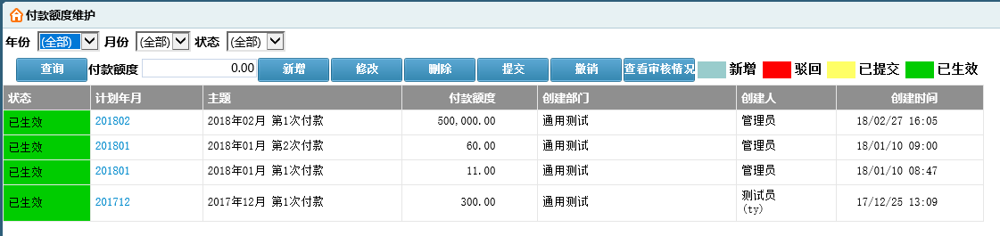 付款额度维护
年份 (全部) 月份 (全部) 状态 (全部)
查询 付款额度 0.00 新增 修改 删除 提交 撤销 查看审核情况 新增 驳回 已提交 已生效
状态 计划年月 主题 付款额度 创建部门 创建人 创建时间
已生效 201802 2018年02月 第1次付款 500,000.00 通用测试 管理员 18/02/27 16:05
已生效 201801 2018年01月 第2次付款 60.00 通用测试 管理员 18/01/10 09:00
已生效 201801 2018年01月 第1次付款 11.00 通用测试 管理员 18/01/10 08:47
已生效 201712 2017年12月 第1次付款 300.00 通用测试 测试员 17/12/25 13:09
(ty)